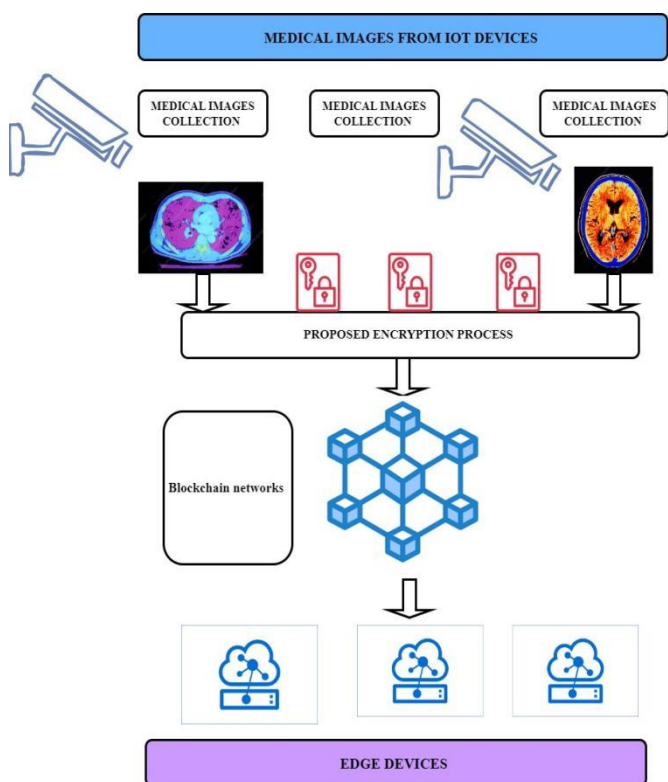 MEDICAL IMAGES FROM IOT DEVICES
MEDICAL IMAGES
COLLECTION
MEDICAL IMAGES
COLLECTION
MEDICAL IMAGES
COLLECTION
PROPOSED ENCRYPTION PROCESS
Blockchain networks
EDGE DEVICES